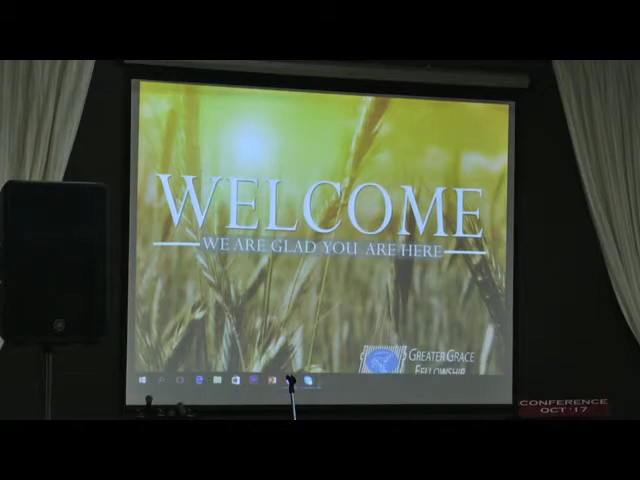 WELCOME
WE ARE GLAD YOU ARE HERE
GREATER GRACE
FELLOWSHIP
CONFERENCE
OCT '17